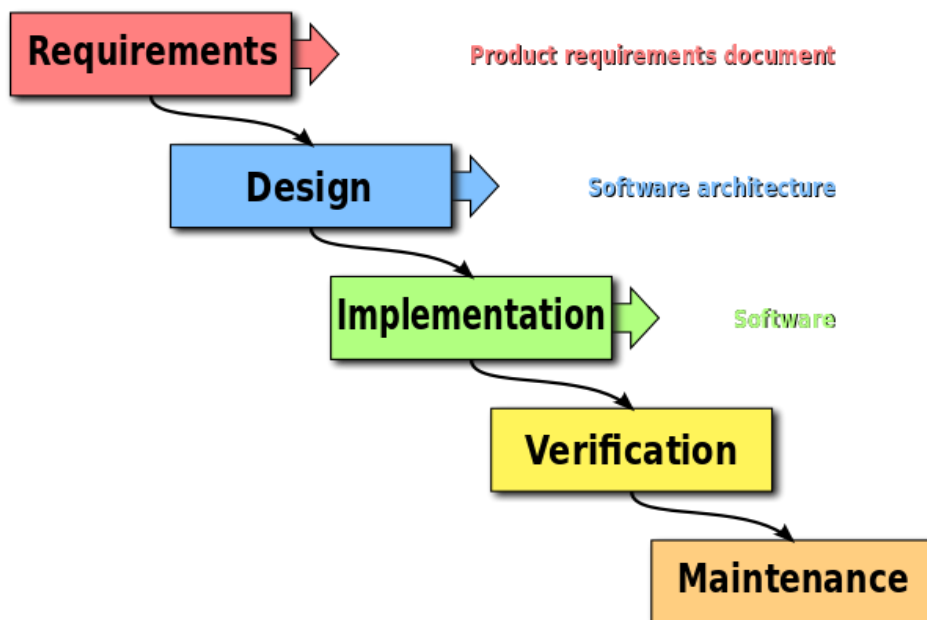 Requirements
Product requirements document
Design
Software architecture
Implementation
Software
Verification
Maintenance